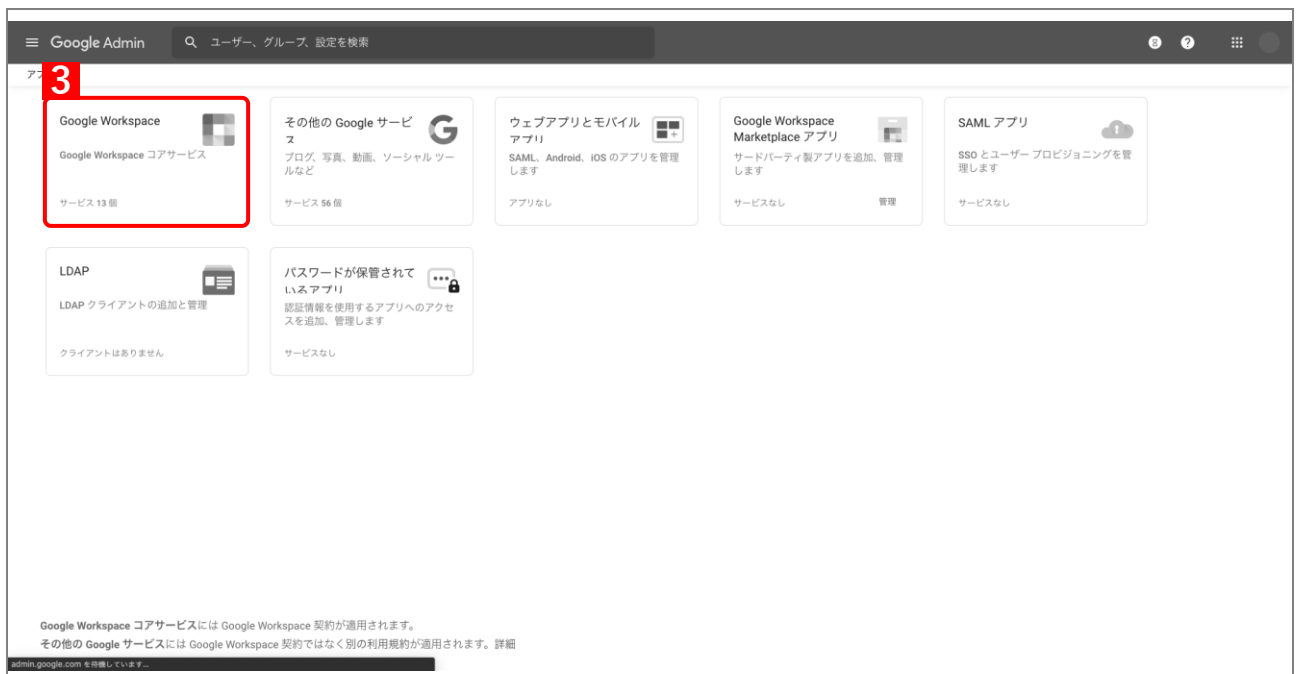 Google Admin
ユーザー、グループ、設定を検索
3
Google Workspace
Google Workspace コアサービス
サービス 13 個
その他の Google サービ
ス
ブログ、写真、動画、ソーシャル ツー
ルなど
サービス 56 個
ウェブアプリとモバイル
アプリ
SAML、Android、iOS のアプリを管理
します
アプリなし
Google Workspace
Marketplace アプリ
サードパーティ製アプリを追加、管理
します
サービスなし
管理
SAML アプリ
SSO とユーザー プロビジョニングを管
理します
サービスなし
LDAP
LDAP クライアントの追加と管理
クライアントはありません
パスワードが保管されて
いるアプリ
認証情報を使用するアプリへのアクセ
スを追加、管理します
サービスなし
Google Workspace コアサービスには Google Workspace 契約が適用されます。
その他の Google サービスには Google Workspace 契約ではなく別の利用規約が適用されます。詳細
admin.google.com を待機しています...